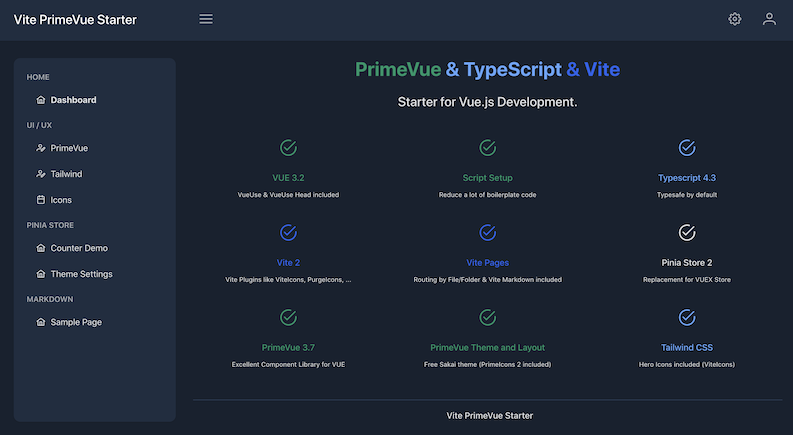 Vite PrimeVue Starter
HOME
Dashboard
UI / UX
PrimeVue
Tailwind
Icons
PINIA STORE
Counter Demo
Theme Settings
MARKDOWN
Sample Page
PrimeVue & TypeScript & Vite
Starter for Vue.js Development.
VUE 3.2
VueUse & VueUse Head included
Script Setup
Reduce a lot of boilerplate code
Typescript 4.3
Typesafe by default
Vite 2
Vite Plugins like ViteIcons, PurgeIcons, ...
Vite Pages
Routing by File/Folder & Vite Markdown included
Pinia Store 2
Replacement for VUEX Store
PrimeVue 3.7
Excellent Component Library for VUE
PrimeVue Theme and Layout
Free Sakai theme (PrimeIcons 2 included)
Tailwind CSS
Hero Icons included (ViteIcons)
Vite PrimeVue Starter